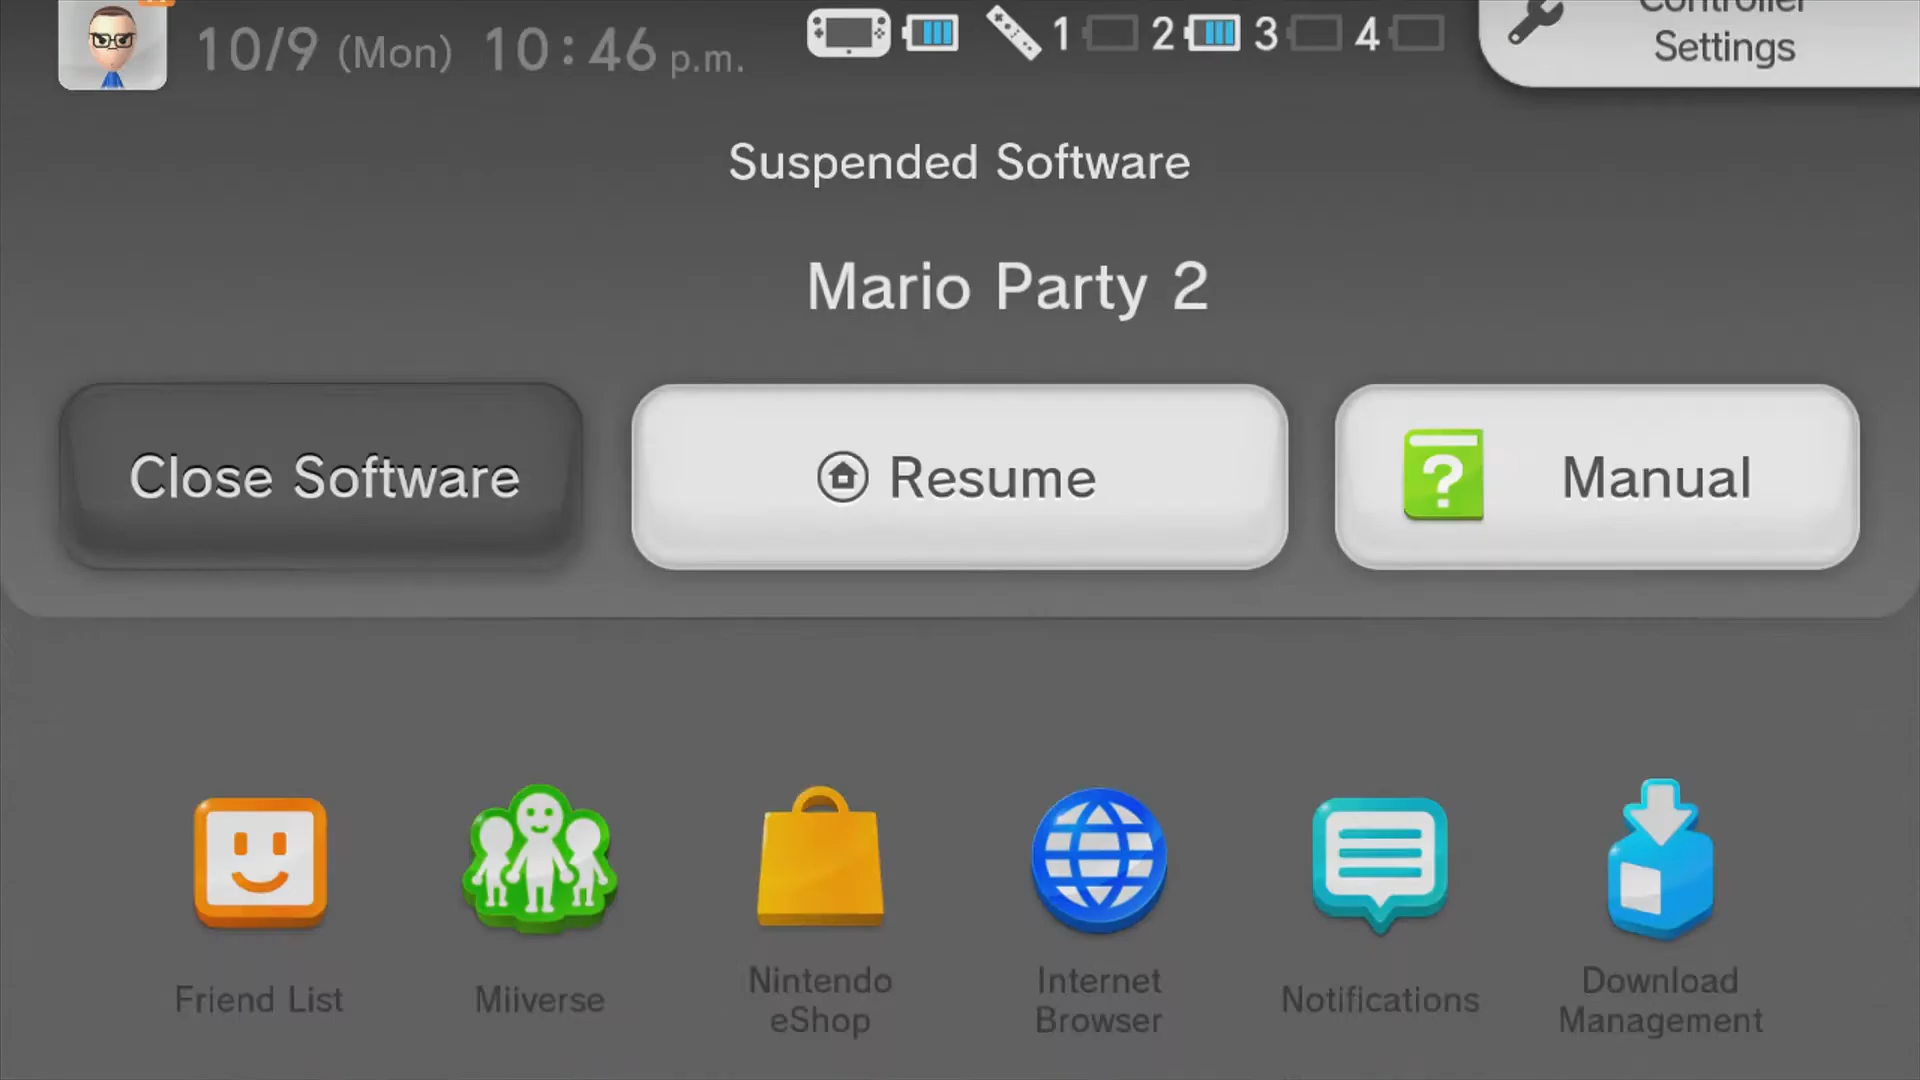 10/9 (Mon) 10:46 p.m.
1 2 3 4
Controller
Settings
Suspended Software
Mario Party 2
Close Software
Resume
? Manual
Friend List
Miiverse
Nintendo
eShop
Internet
Browser
Notifications
Download
Management